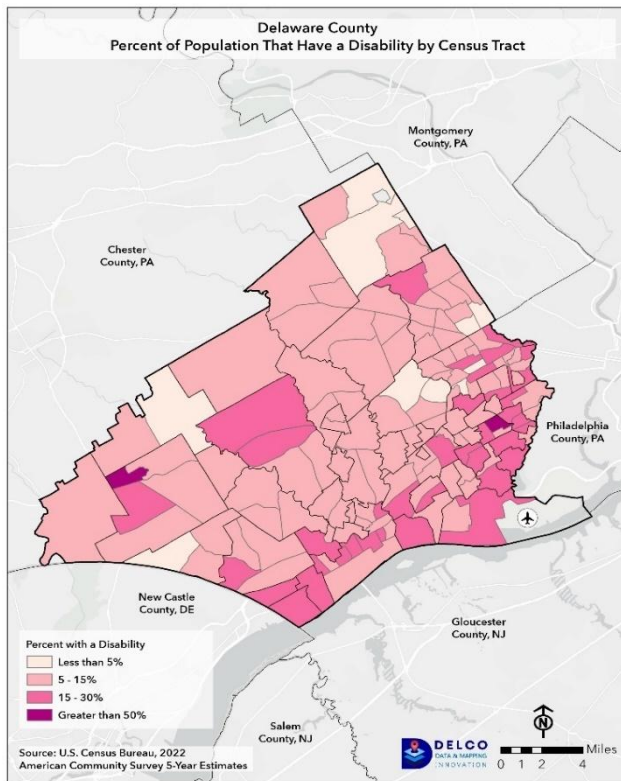 Delaware County
Percent of Population That Have a Disability by Census Tract
Montgomery
County, PA
Chester
County, PA
Philadelphia
County, PA
New Castle
County, DE
Gloucester
County, NJ
Salem
County, NJ
Percent with a Disability
Less than 5%
5 - 15%
15 - 30%
Greater than 50%
Source: U.S. Census Bureau, 2022
American Community Survey 5-Year Estimates
DELCO
DATA & MAPPING
INNOVATION
N
0 1 2 4 Miles